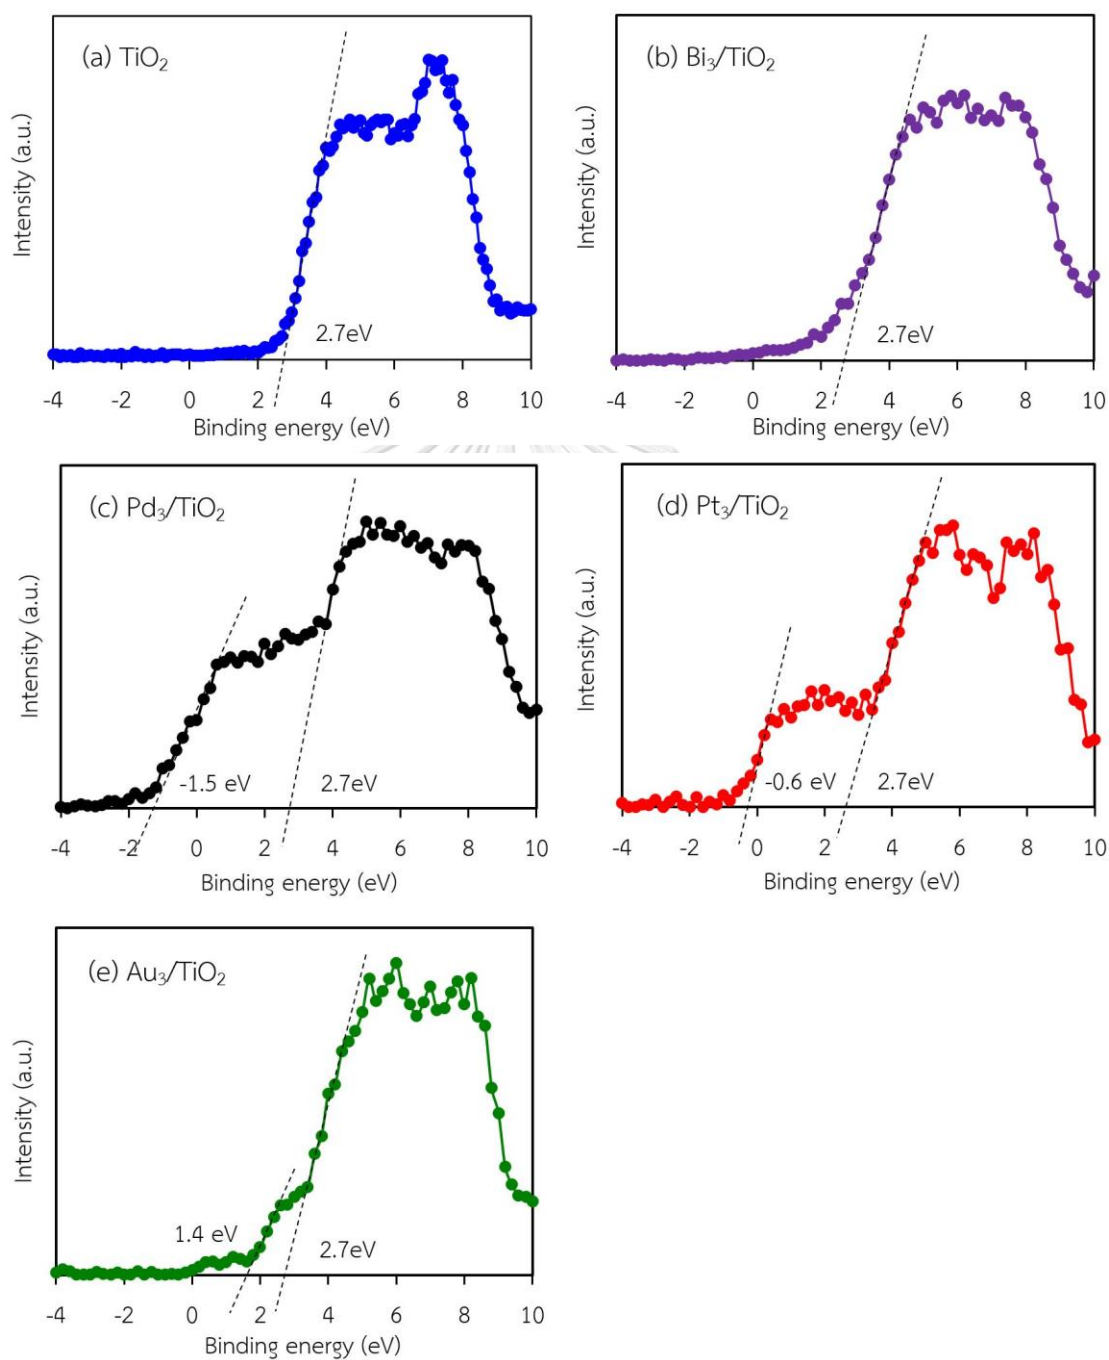 (a) TiO₂
Intensity (a.u.)
2.7eV
-4 -2 0 2 4 6 8 10
Binding energy (eV)
(b) Bi₃/TiO₂
Intensity (a.u.)
2.7eV
-4 -2 0 2 4 6 8 10
Binding energy (eV)
(c) Pd₃/TiO₂
Intensity (a.u.)
-1.5 eV 2.7eV
-4 -2 0 2 4 6 8 10
Binding energy (eV)
(d) Pt₃/TiO₂
Intensity (a.u.)
-0.6 eV 2.7eV
-4 -2 0 2 4 6 8 10
Binding energy (eV)
(e) Au₃/TiO₂
Intensity (a.u.)
1.4 eV 2.7eV
-4 -2 0 2 4 6 8 10
Binding energy (eV)